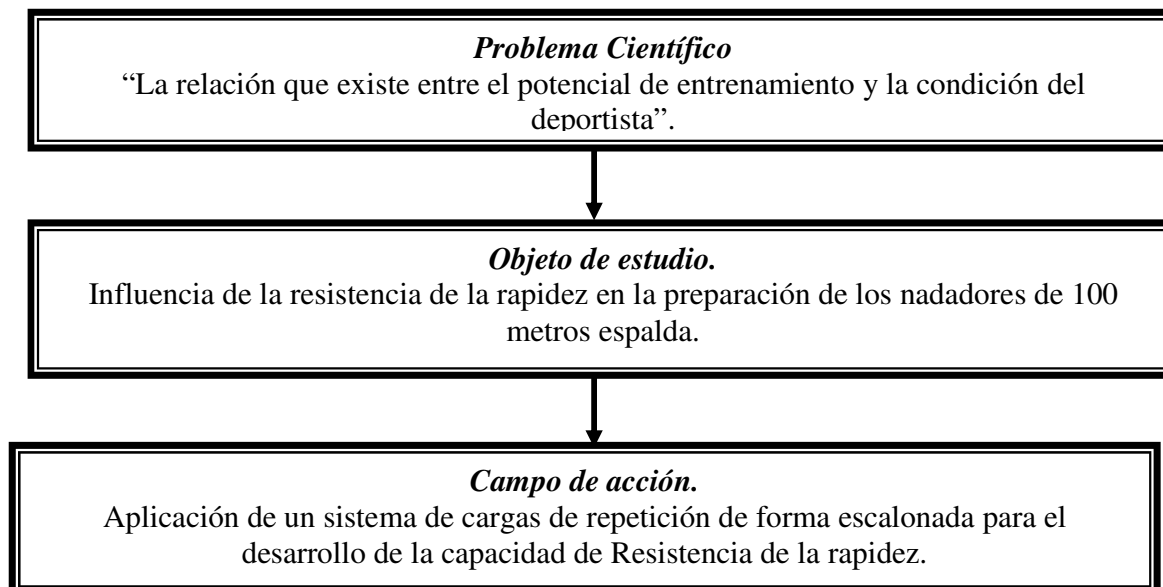 Problema Científico
“La relación que existe entre el potencial de entrenamiento y la condición del
deportista”.
Objeto de estudio.
Influencia de la resistencia de la rapidez en la preparación de los nadadores de 100
metros espalda.
Campo de acción.
Aplicación de un sistema de cargas de repetición de forma escalonada para el
desarrollo de la capacidad de Resistencia de la rapidez.